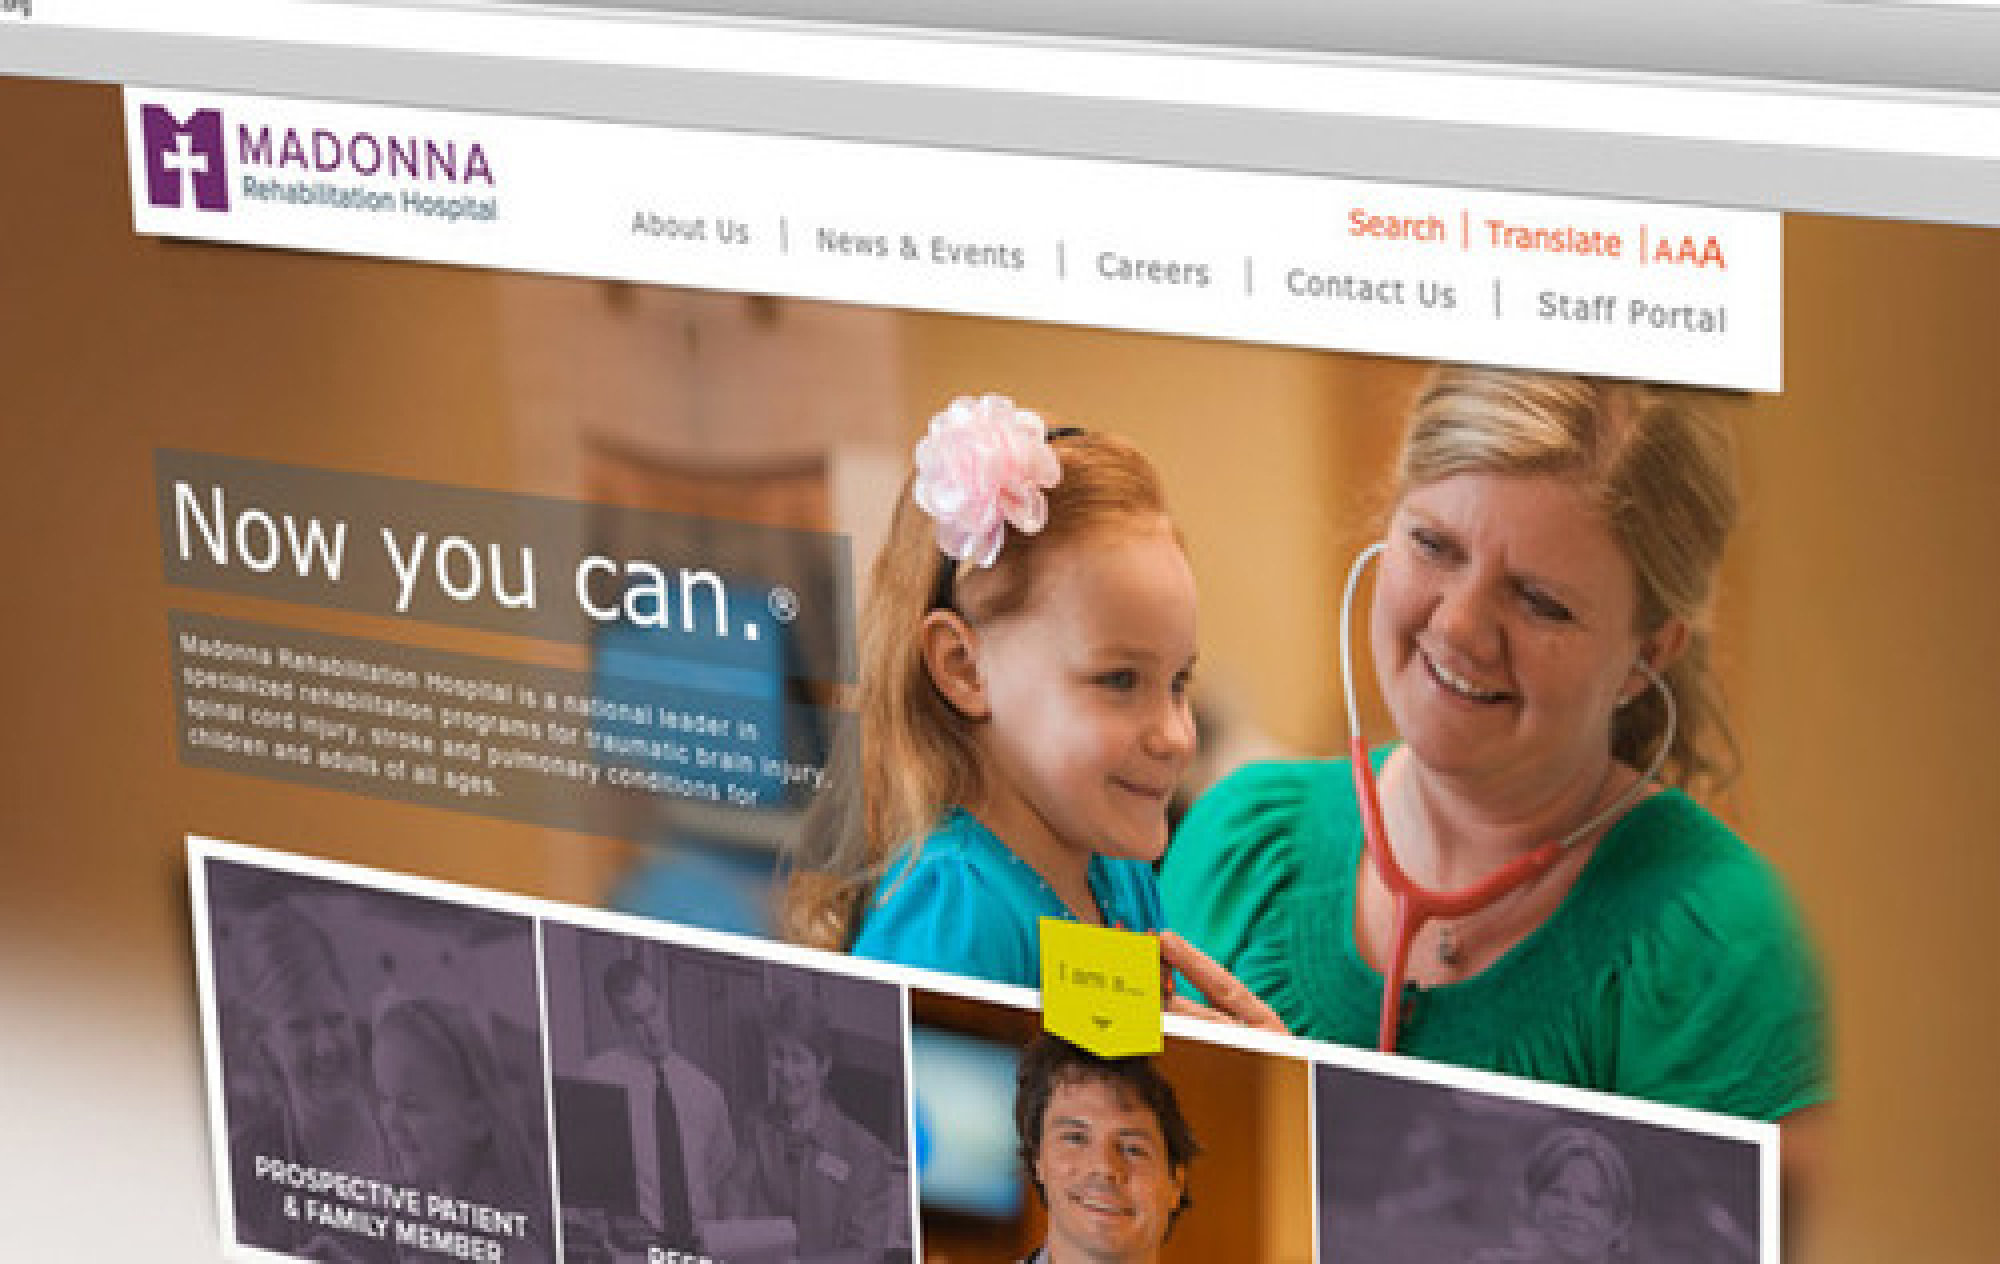 MADONNA
Rehabilitation Hospital
Search | Translate | AAA
About Us | News & Events | Careers | Contact Us | Staff Portal
Now you can.®
Madonna Rehabilitation Hospital is a national leader in
specialized rehabilitation programs for traumatic brain injury,
spinal cord injury, stroke and pulmonary conditions for
children and adults of all ages.
I am a...
PROSPECTIVE PATIENT
& FAMILY MEMBER